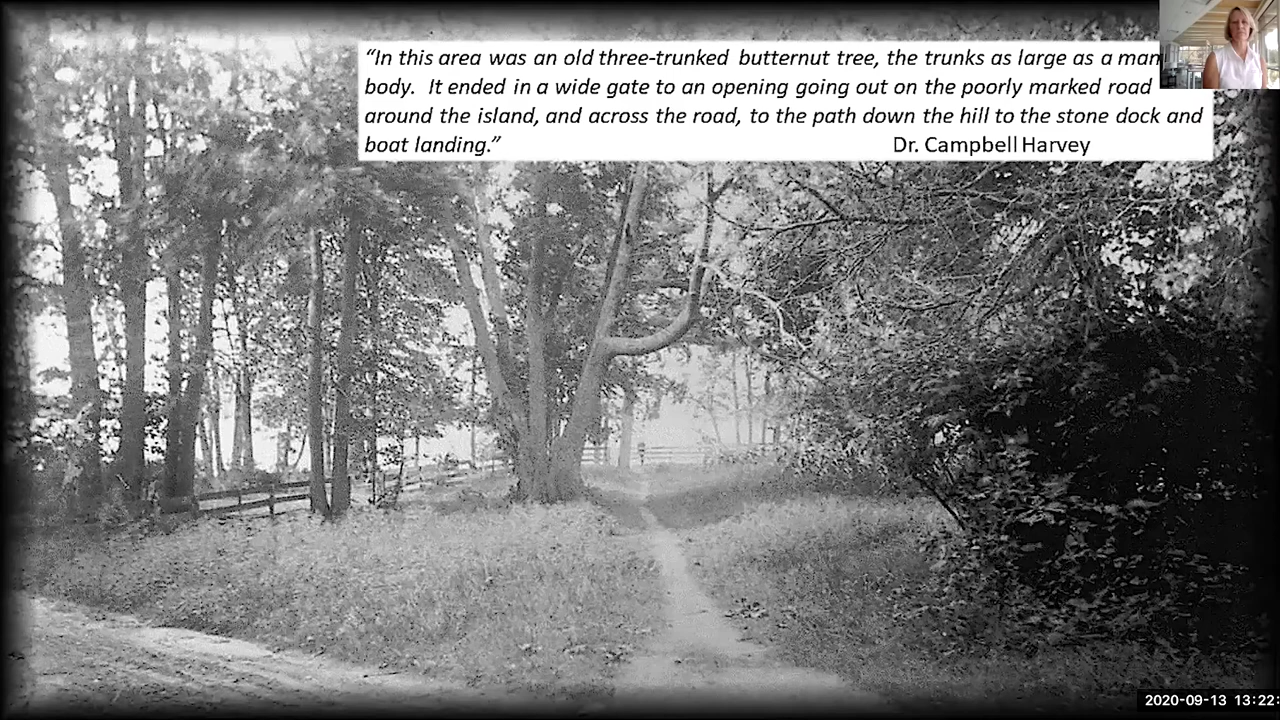 “In this area was an old three-trunked butternut tree, the trunks as large as a man
body. It ended in a wide gate to an opening going out on the poorly marked road
around the island, and across the road, to the path down the hill to the stone dock and
boat landing.” Dr. Campbell Harvey
2020-09-13 13:22: